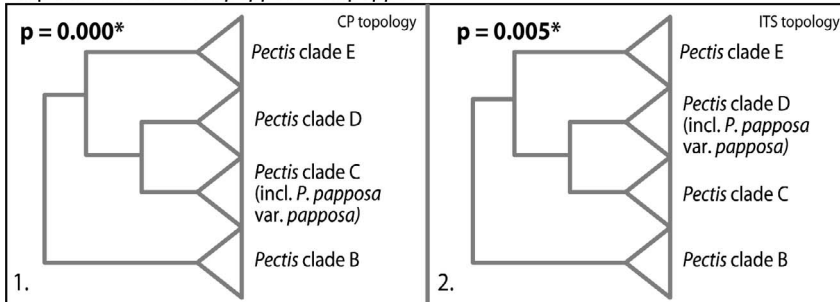 p = 0.000*
CP topology
Pectis clade E
Pectis clade D
Pectis clade C
(incl. P. papposa
var. papposa)
Pectis clade B
1.
p = 0.005*
ITS topology
Pectis clade E
Pectis clade D
(incl. P. papposa
var. papposa)
Pectis clade C
Pectis clade B
2.